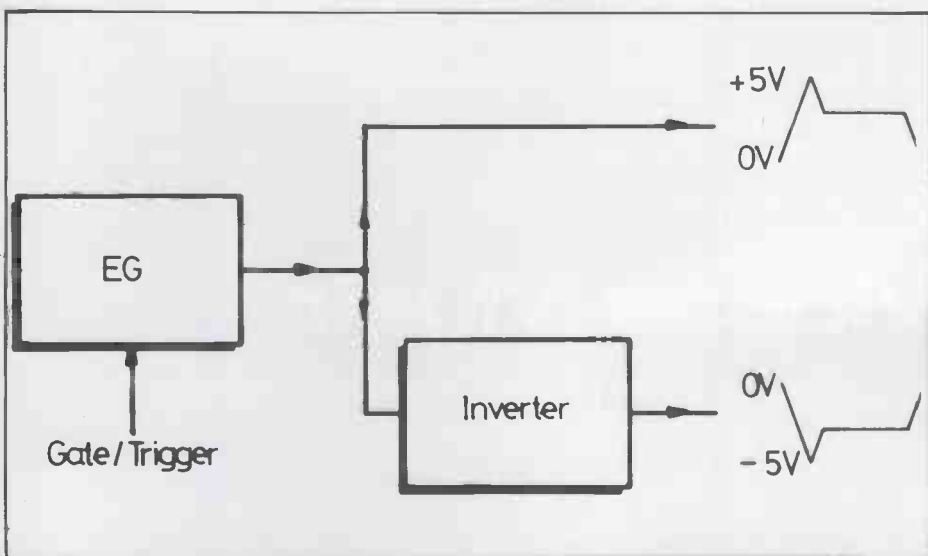 +5V
0V
EG
Gate/Trigger
Inverter
0V
- 5V